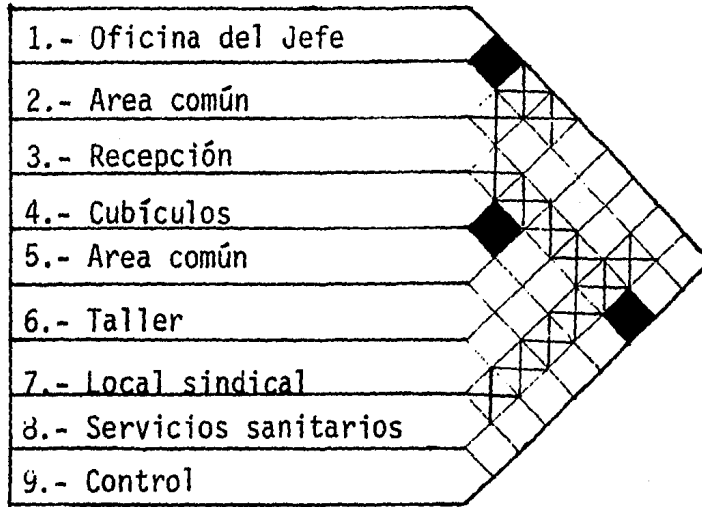 1.- Oficina del Jefe
2.- Area común
3.- Recepción
4.- Cubículos
5.- Area común
6.- Taller
7.- Local sindical
8.- Servicios sanitarios
9.- Control